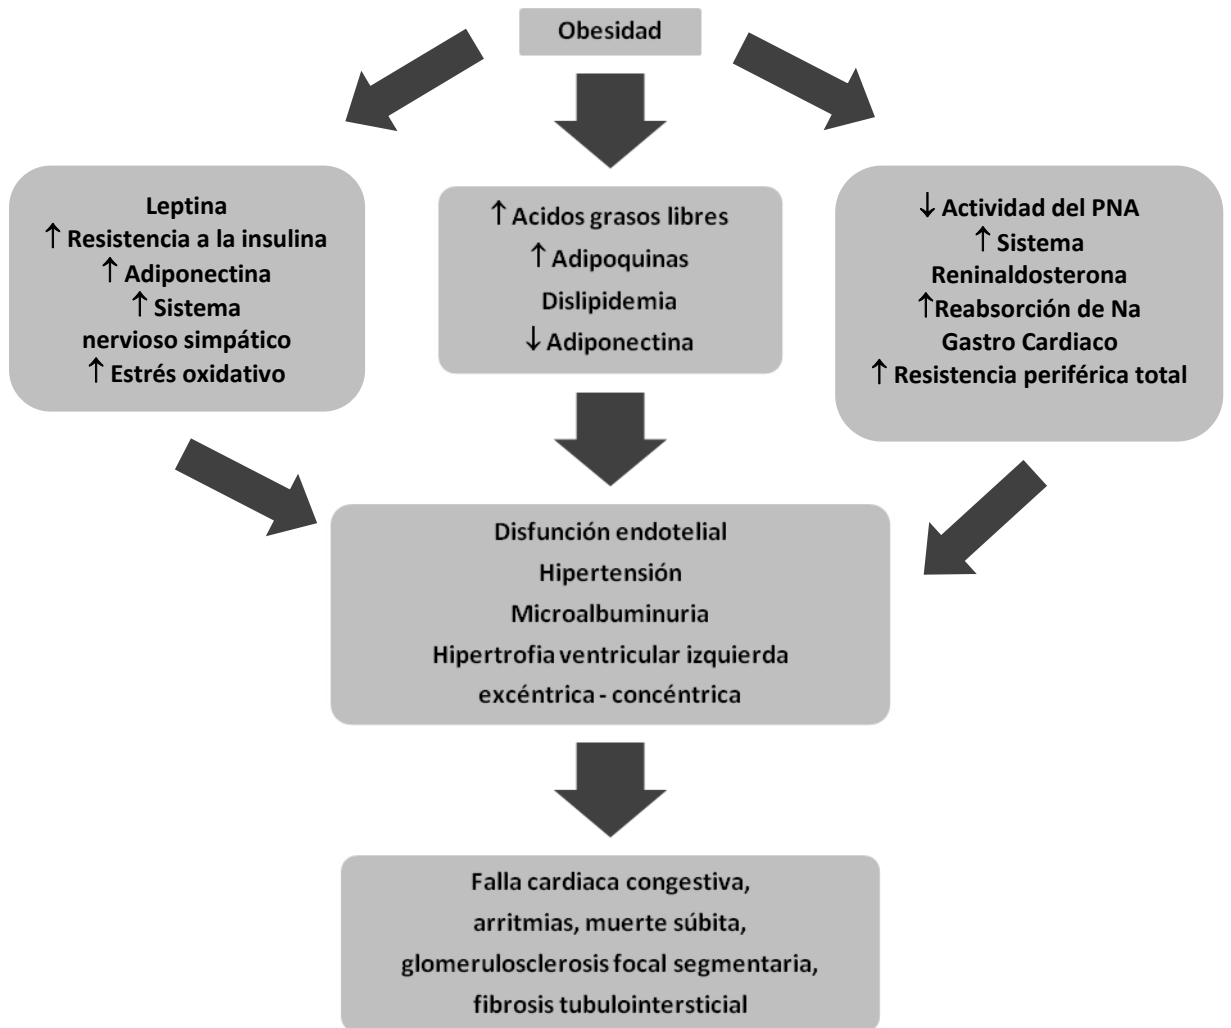 Obesidad
Leptina
↑ Resistencia a la insulina
↑ Adiponectina
↑ Sistema
nervioso simpático
↑ Estrés oxidativo
↑ Acidos grasos libres
↑ Adipoquinas
Dislipidemia
↓ Adiponectina
↓ Actividad del PNA
↑ Sistema
Reninaldosterona
↑Reabsorción de Na
Gastro Cardiaco
↑ Resistencia periférica total
Disfunción endotelial
Hipertensión
Microalbuminuria
Hipertrofia ventricular izquierda
excéntrica - concéntrica
Falla cardiaca congestiva,
arritmias, muerte súbita,
glomerulosclerosis focal segmentaria,
fibrosis tubulointersticial